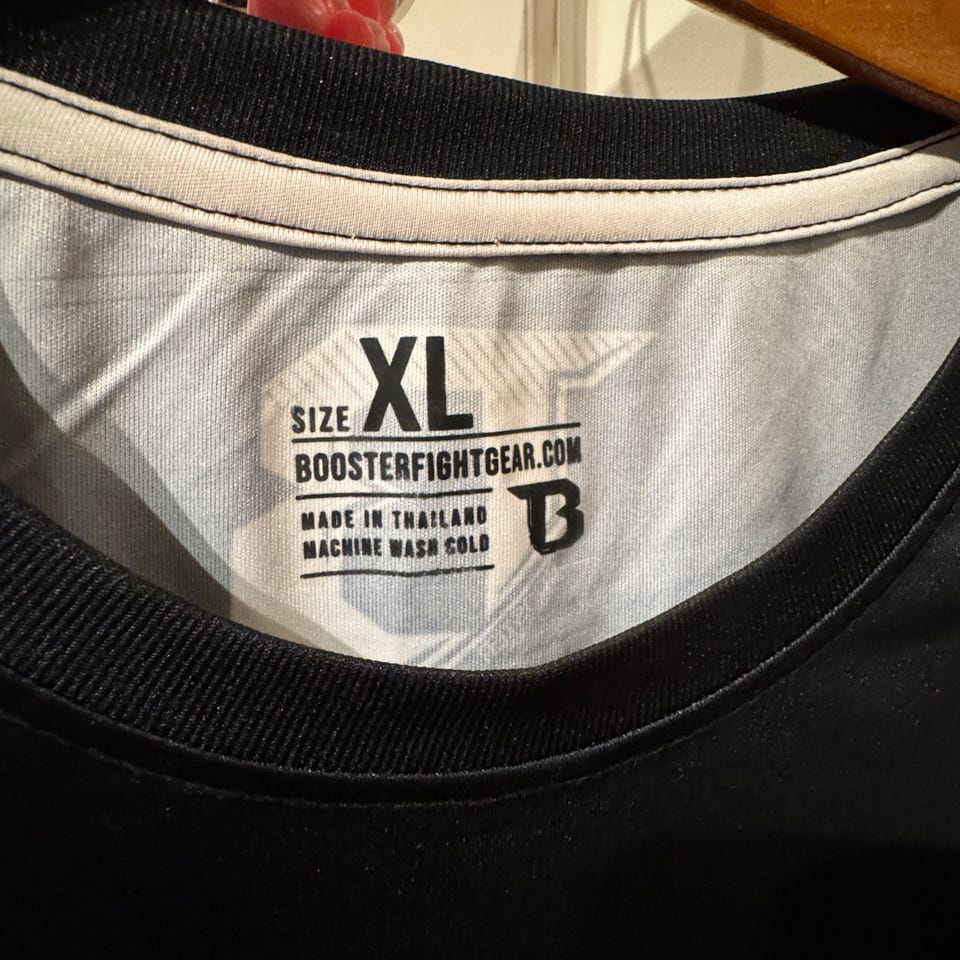 SIZE XL
BOOSTERFIGHTGEAR.COM
MADE IN THAILAND
MACHINE WASH COLD
B